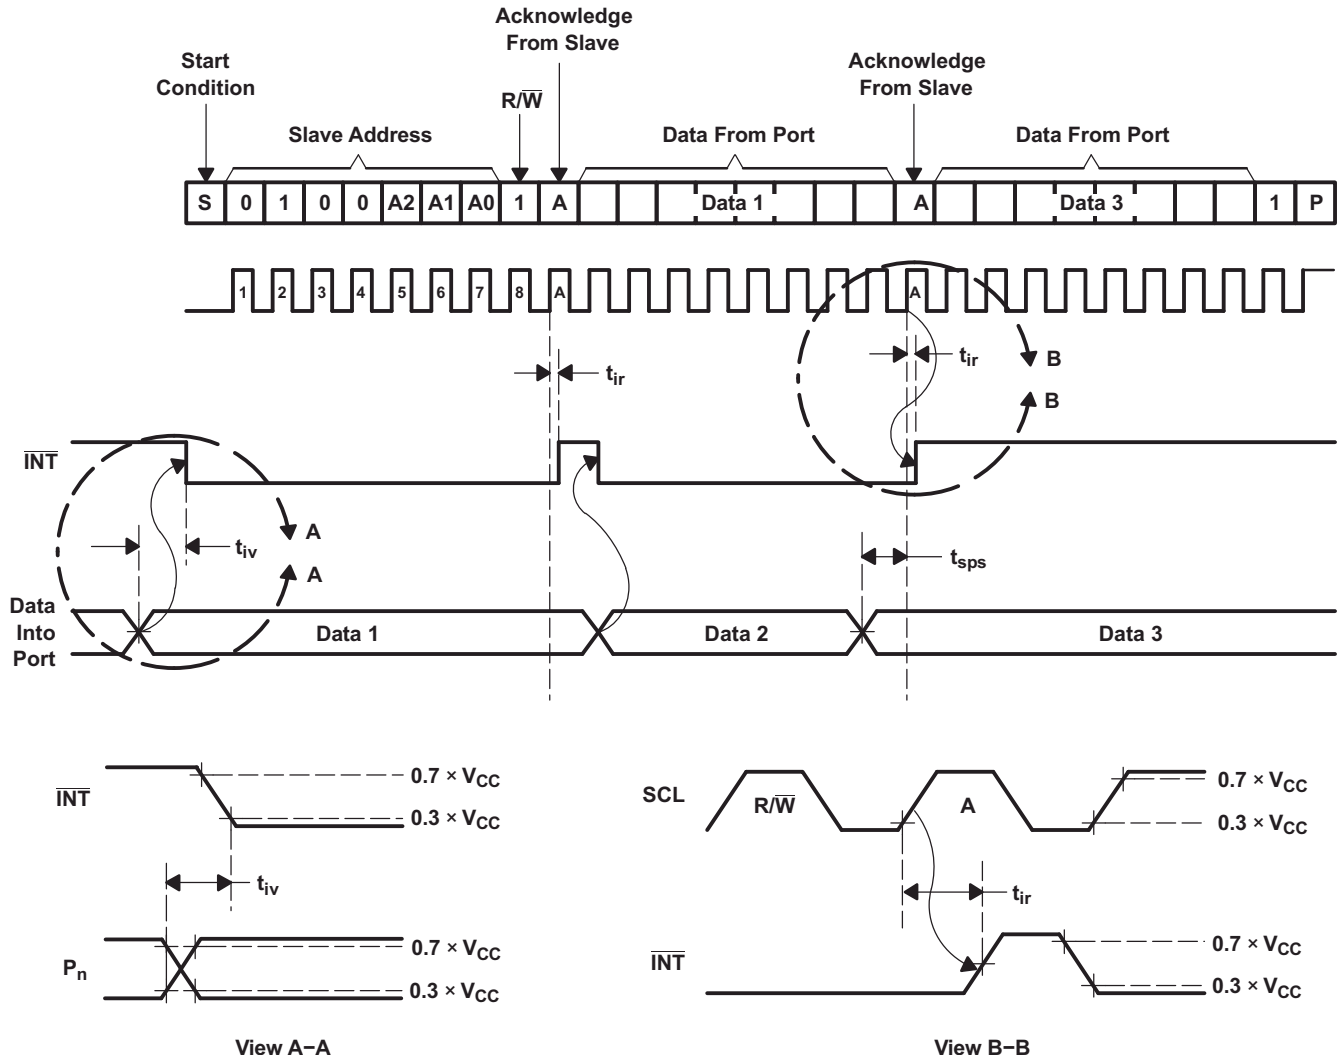 Acknowledge
From Slave
Start
Condition
Acknowledge
From Slave
R/W̅
Slave Address
Data From Port
Data From Port
S 0 1 0 0 A2 A1 A0 1 A Data 1 A Data 3 1 P
1 2 3 4 5 6 7 8 A A
t_ir
t_ir
B
B
I̅N̅T̅
A
A
t_iv
t_sps
Data
Into
Port
Data 1
Data 2
Data 3
I̅N̅T̅
0.7 × V_CC
0.3 × V_CC
t_iv
P_n
0.7 × V_CC
0.3 × V_CC
View A−A
SCL
R/W̅
A
0.7 × V_CC
0.3 × V_CC
t_ir
I̅N̅T̅
0.7 × V_CC
0.3 × V_CC
View B−B